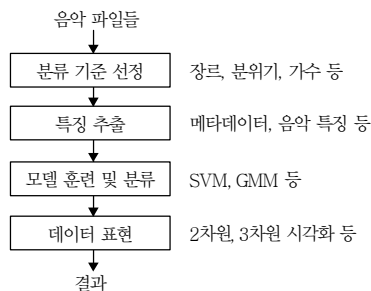 음악 파일들
분류 기준 선정 장르, 분위기, 가수 등
특징 추출 메타데이터, 음악 특징 등
모델 훈련 및 분류 SVM, GMM 등
데이터 표현 2차원, 3차원 시각화 등
결과